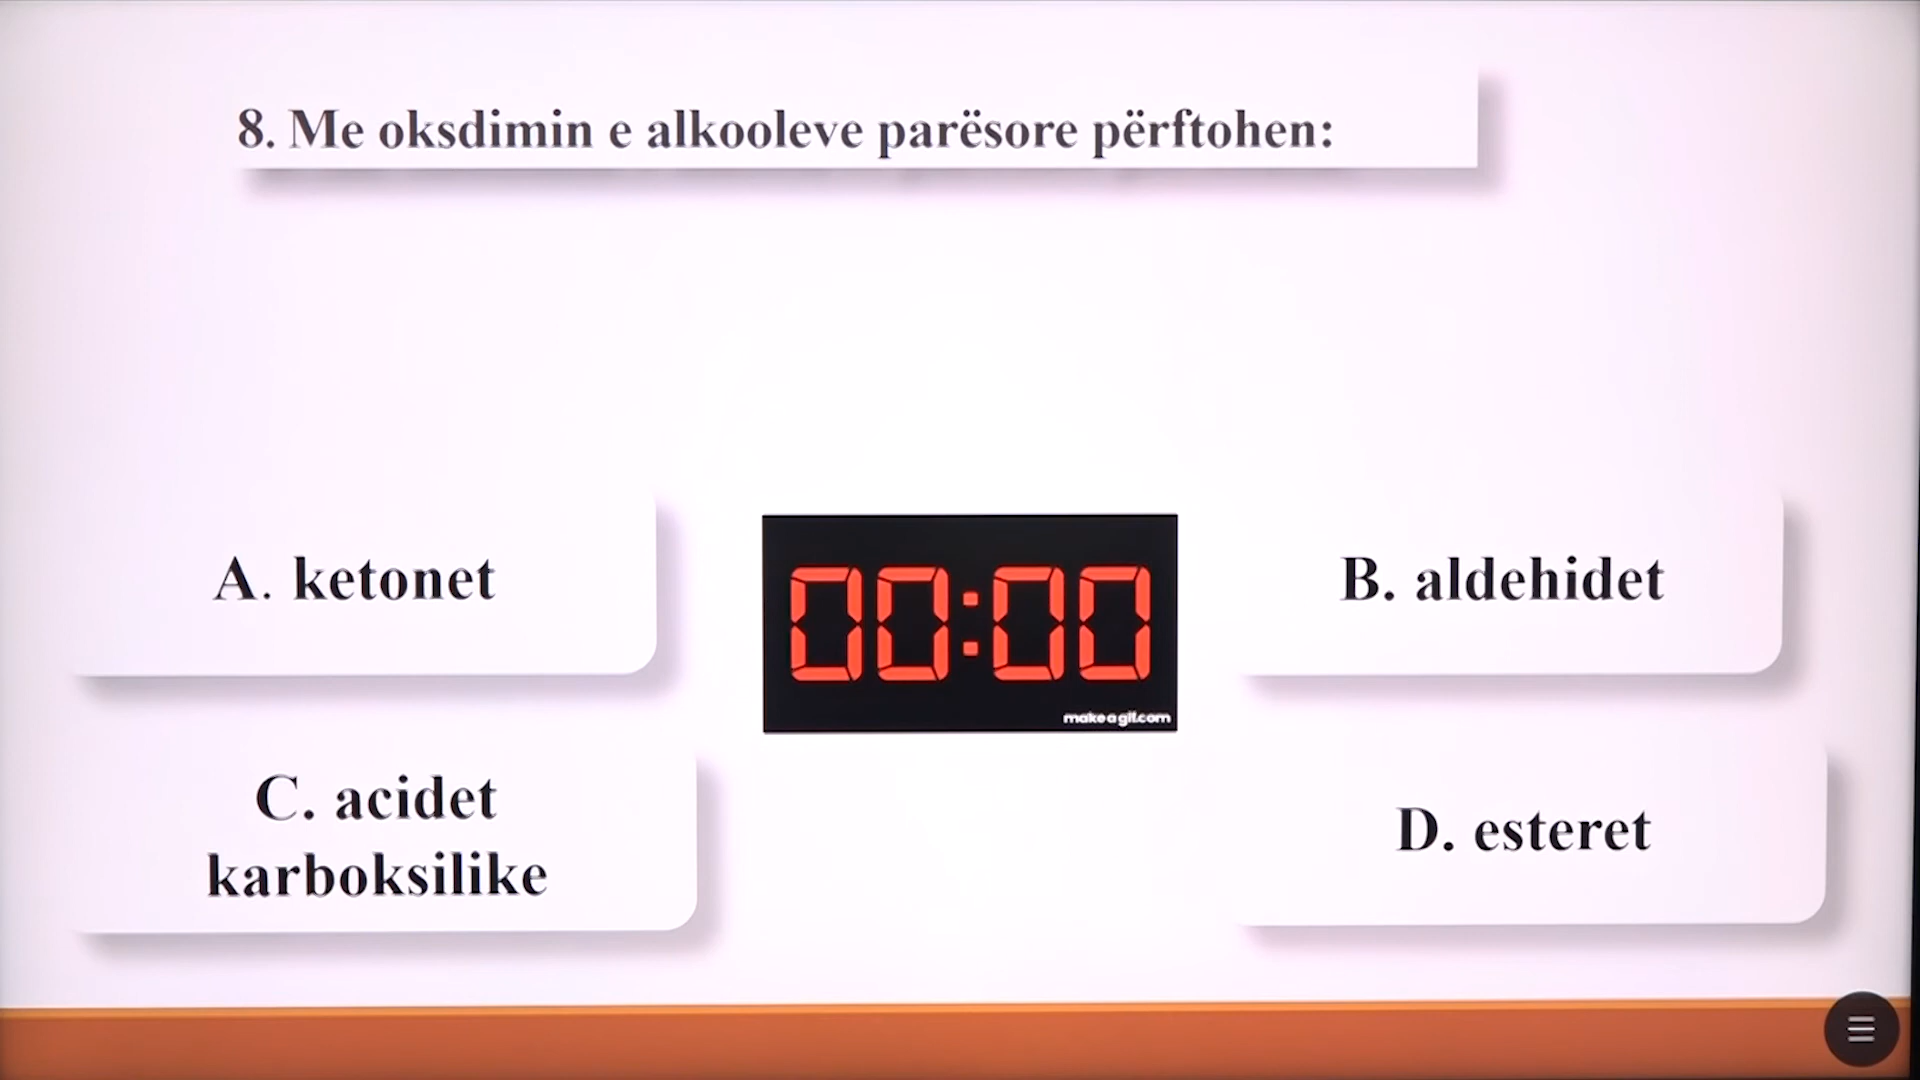 8. Me oksdimin e alkooleve parësore përftohen:
A. ketonet
B. aldehidet
00:00
makeagif.com
C. acidet
karboksilike
D. esteret